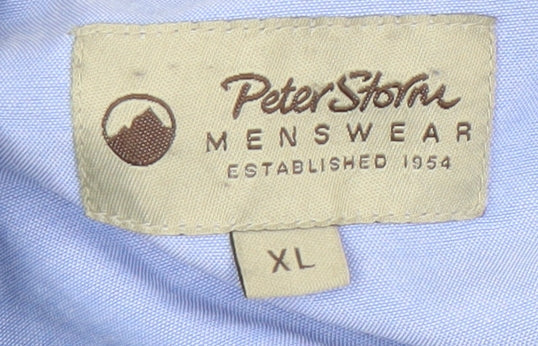 Peter Storm
MENSWEAR
ESTABLISHED 1954
XL